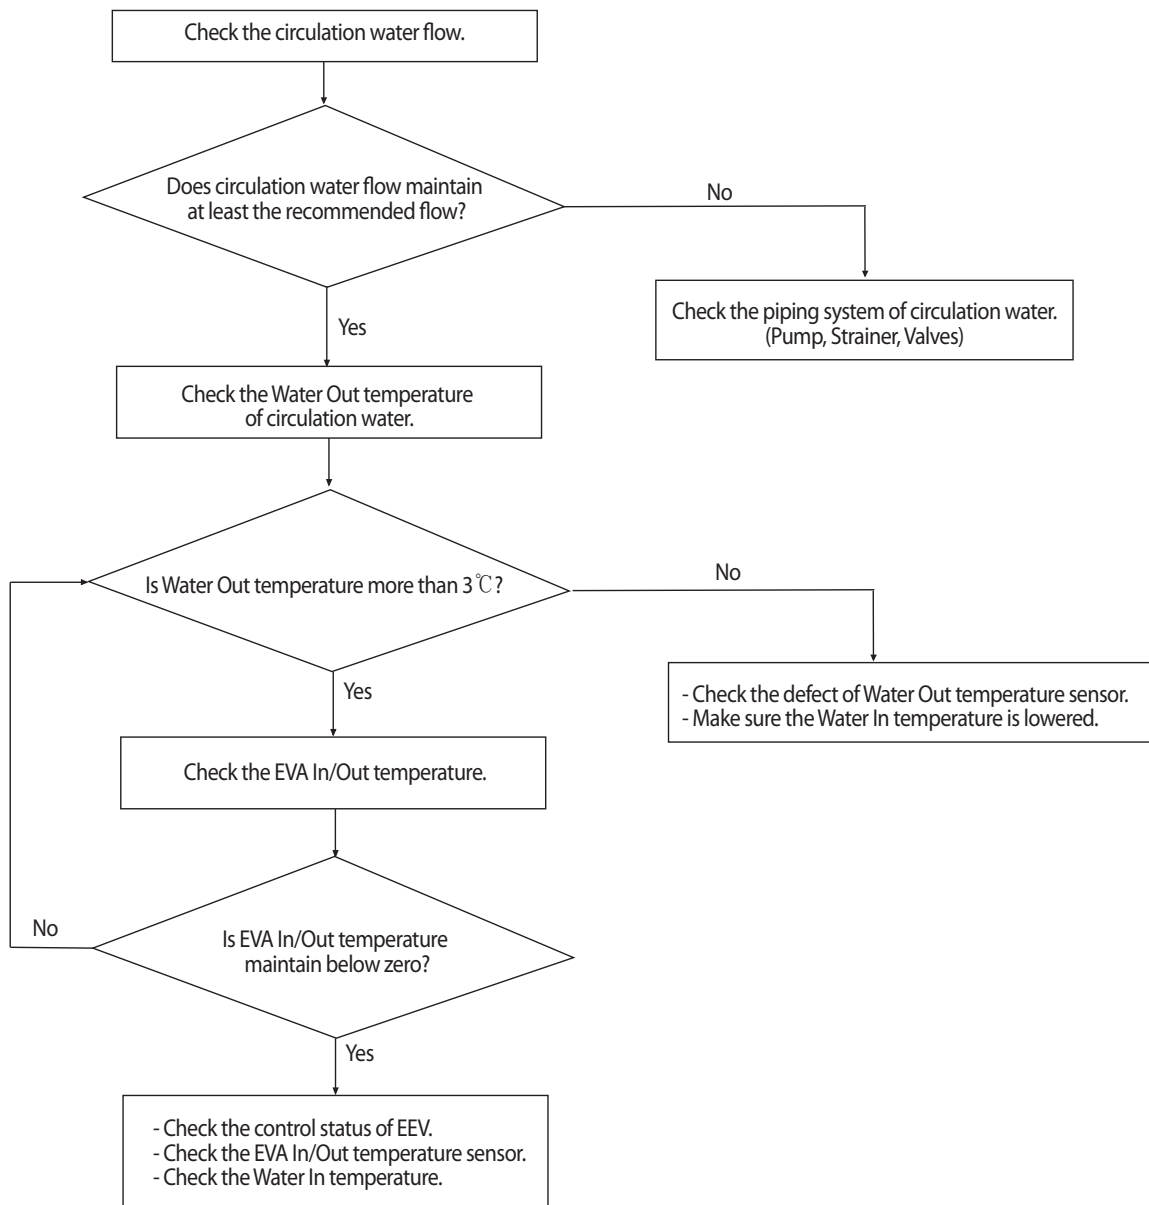 Check the circulation water flow.
Does circulation water flow maintain
at least the recommended flow?
No
Check the piping system of circulation water.
(Pump, Strainer, Valves)
Yes
Check the Water Out temperature
of circulation water.
Is Water Out temperature more than 3℃?
No
- Check the defect of Water Out temperature sensor.
- Make sure the Water In temperature is lowered.
Yes
Check the EVA In/Out temperature.
Is EVA In/Out temperature
maintain below zero?
No
Yes
- Check the control status of EEV.
- Check the EVA In/Out temperature sensor.
- Check the Water In temperature.